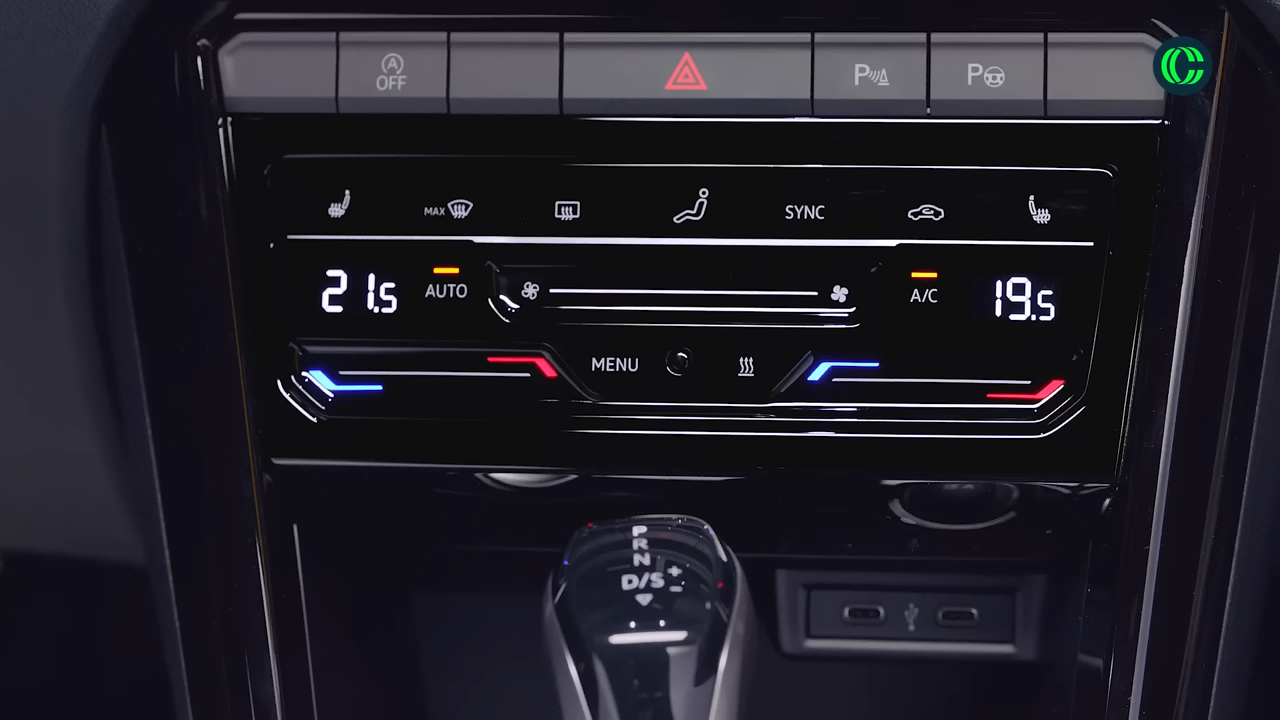 A OFF
P
P
MAX
SYNC
21.5
AUTO
A/C
19.5
MENU
P
R
N
D/S + -